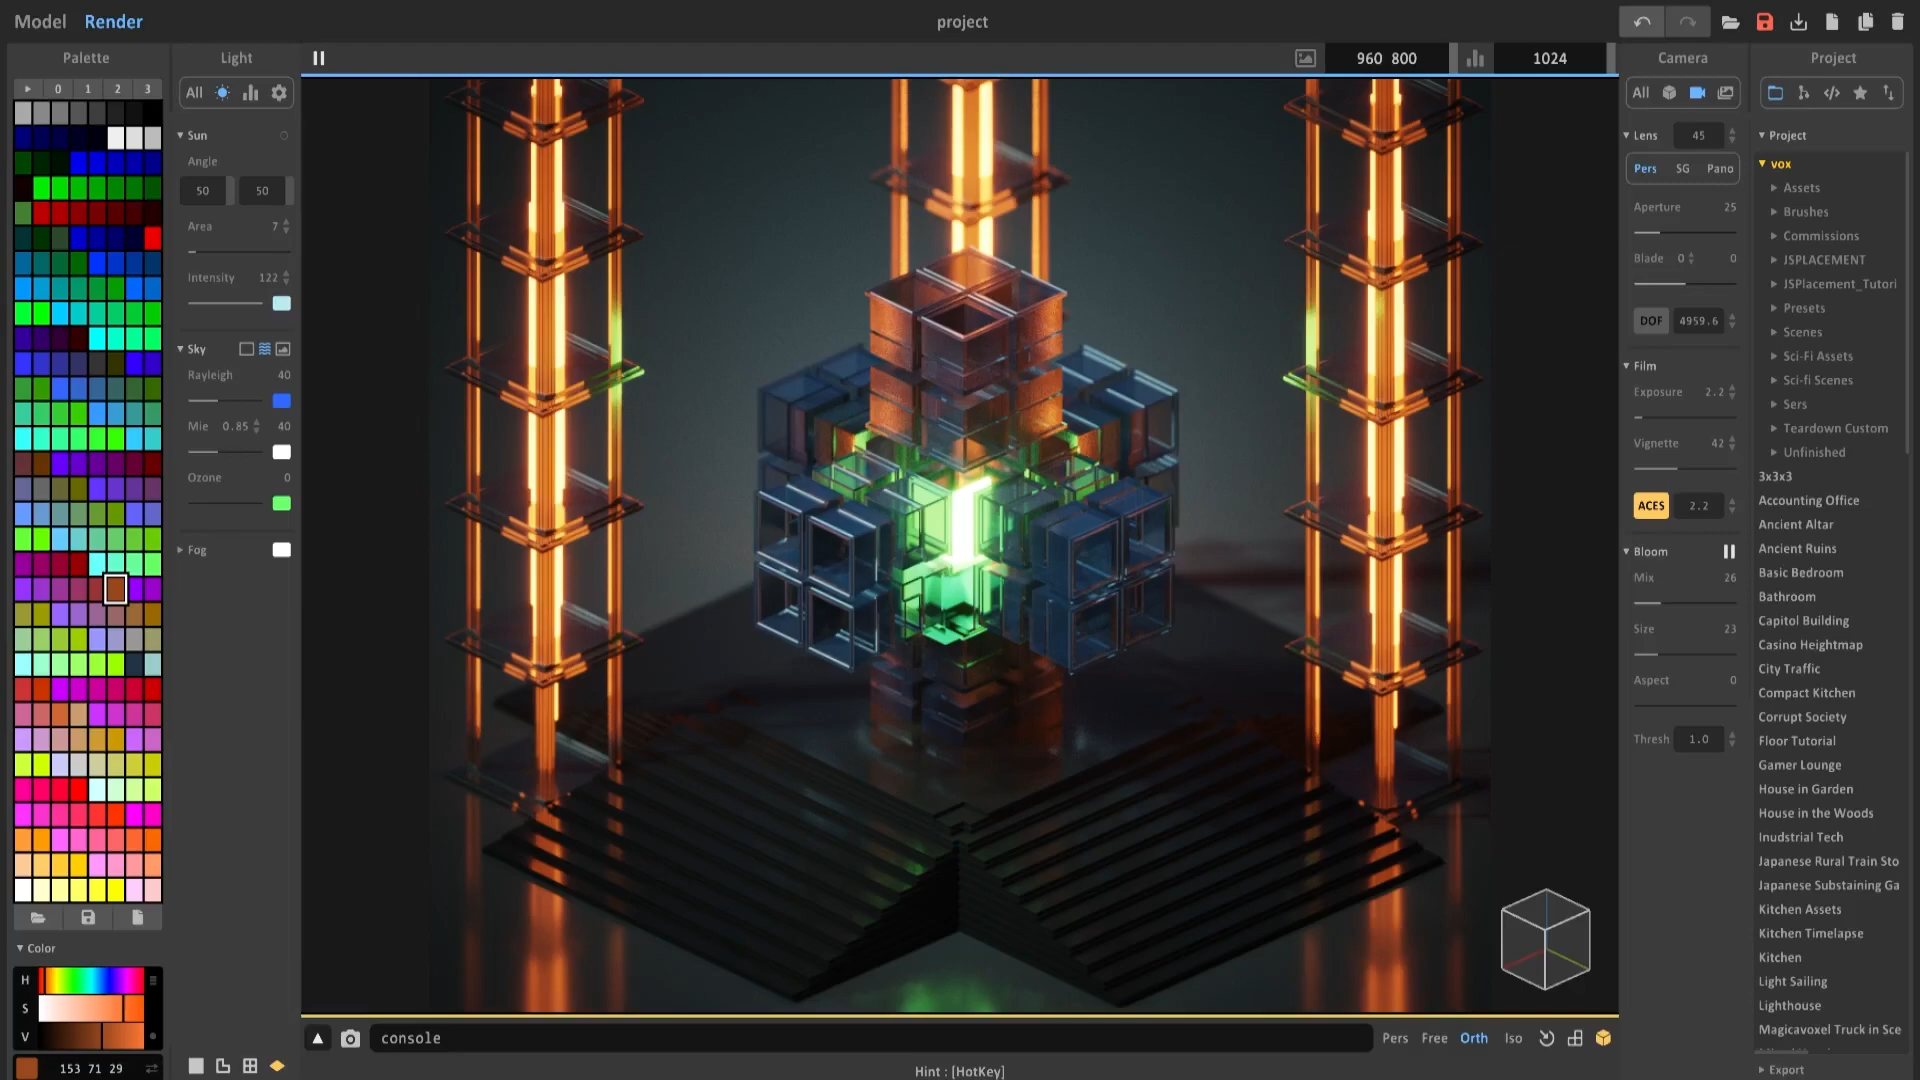 Model Render
project
Palette
0 1 2 3
Color
H
S
V
153 71 29
Light
All
Sun
Angle
50 50
Area 7
Intensity 122
Sky
Rayleigh 40
Mie 0.85 40
Ozone 0
Fog
960 800
1024
console
Pers Free Orth Iso
Hint : [HotKey]
Camera
All
Lens 45
Pers SG Pano
Aperture 25
Blade 0 0
DOF 4959.6
Film
Exposure 2.2
Vignette 42
ACES 2.2
Bloom
Mix 26
Size 23
Aspect 0
Thresh 1.0
Project
Project
vox
Assets
Brushes
Commissions
JSPLACEMENT
JSPlacement_Tutori
Presets
Scenes
Sci-Fi Assets
Sci-fi Scenes
Sers
Teardown Custom
Unfinished
3x3x3
Accounting Office
Ancient Altar
Ancient Ruins
Basic Bedroom
Bathroom
Capitol Building
Casino Heightmap
City Traffic
Compact Kitchen
Corrupt Society
Floor Tutorial
Gamer Lounge
House in Garden
House in the Woods
Inudstrial Tech
Japanese Rural Train Sto
Japanese Substaining Ga
Kitchen Assets
Kitchen Timelapse
Kitchen
Light Sailing
Lighthouse
Magicavoxel Truck in Sce
Export